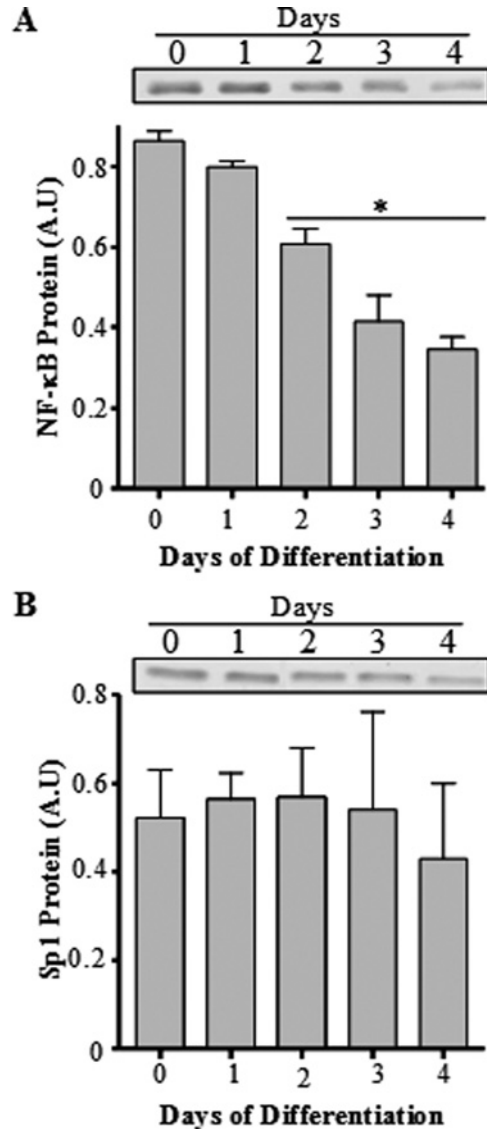 A
Days
0 1 2 3 4
0.8
0.6
0.4
0.2
0
NF-κB Protein (A.U)
*
0 1 2 3 4
Days of Differentiation
B
Days
0 1 2 3 4
0.8
0.6
0.4
0.2
0
Sp1 Protein (A.U)
0 1 2 3 4
Days of Differentiation